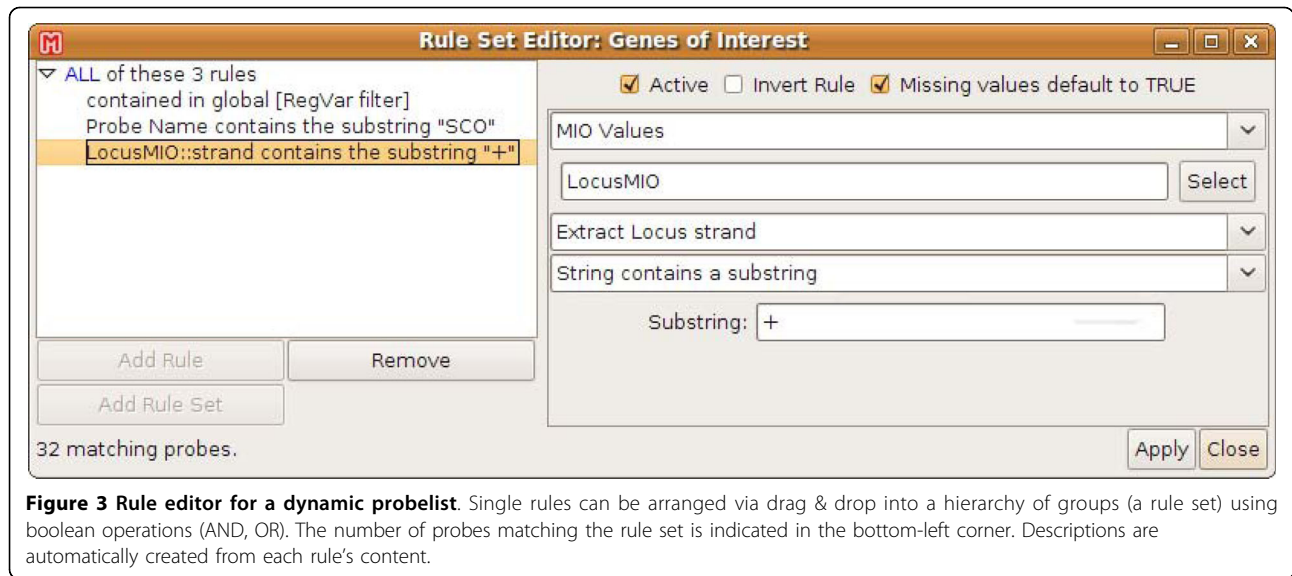 Rule Set Editor: Genes of Interest
ALL of these 3 rules
contained in global [RegVar filter]
Probe Name contains the substring "SCO"
LocusMIO::strand contains the substring "+"
Add Rule
Remove
Add Rule Set
32 matching probes.
Active Invert Rule Missing values default to TRUE
MIO Values
LocusMIO
Select
Extract Locus strand
String contains a substring
Substring: +
Apply Close
Figure 3 Rule editor for a dynamic probelist. Single rules can be arranged via drag & drop into a hierarchy of groups (a rule set) using
boolean operations (AND, OR). The number of probes matching the rule set is indicated in the bottom-left corner. Descriptions are
automatically created from each rule's content.